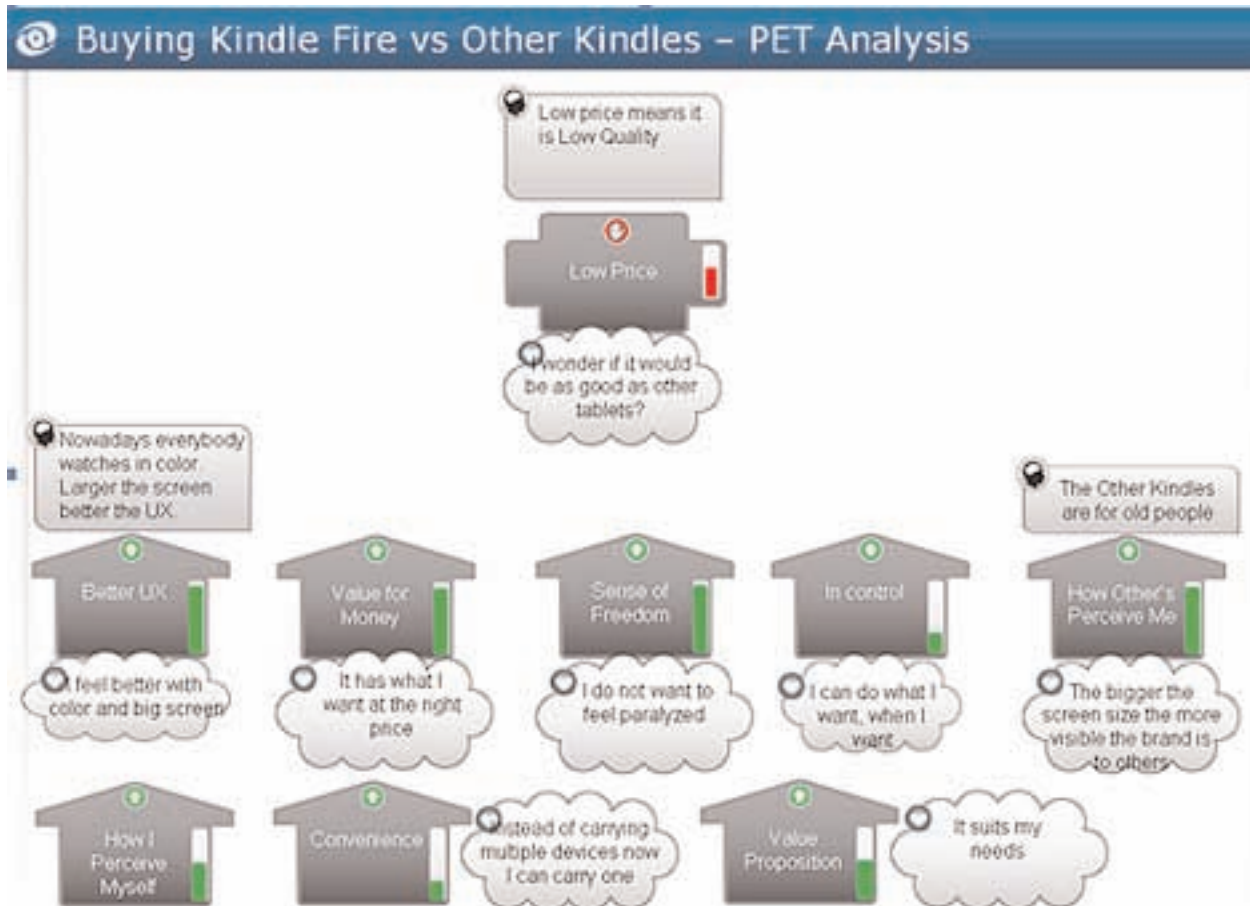 Buying Kindle Fire vs Other Kindles – PET Analysis
Low price means it
is Low Quality
Low Price
I wonder if it would
be as good as other
tablets?
Nowadays everybody
watches in color.
Larger the screen
better the UX.
The Other Kindles
are for old people
Better UX
Value for
Money
Sense of
Freedom
In control
How Other's
Perceive Me
I feel better with
color and big screen
It has what I
want at the right
price
I do not want to
feel paralyzed
I can do what I
want, when I
want
The bigger the
screen size the more
visible the brand is
to others
How I
Perceive
Myself
Convenience
Instead of carrying
multiple devices now
I can carry one
Value
Proposition
It suits my
needs